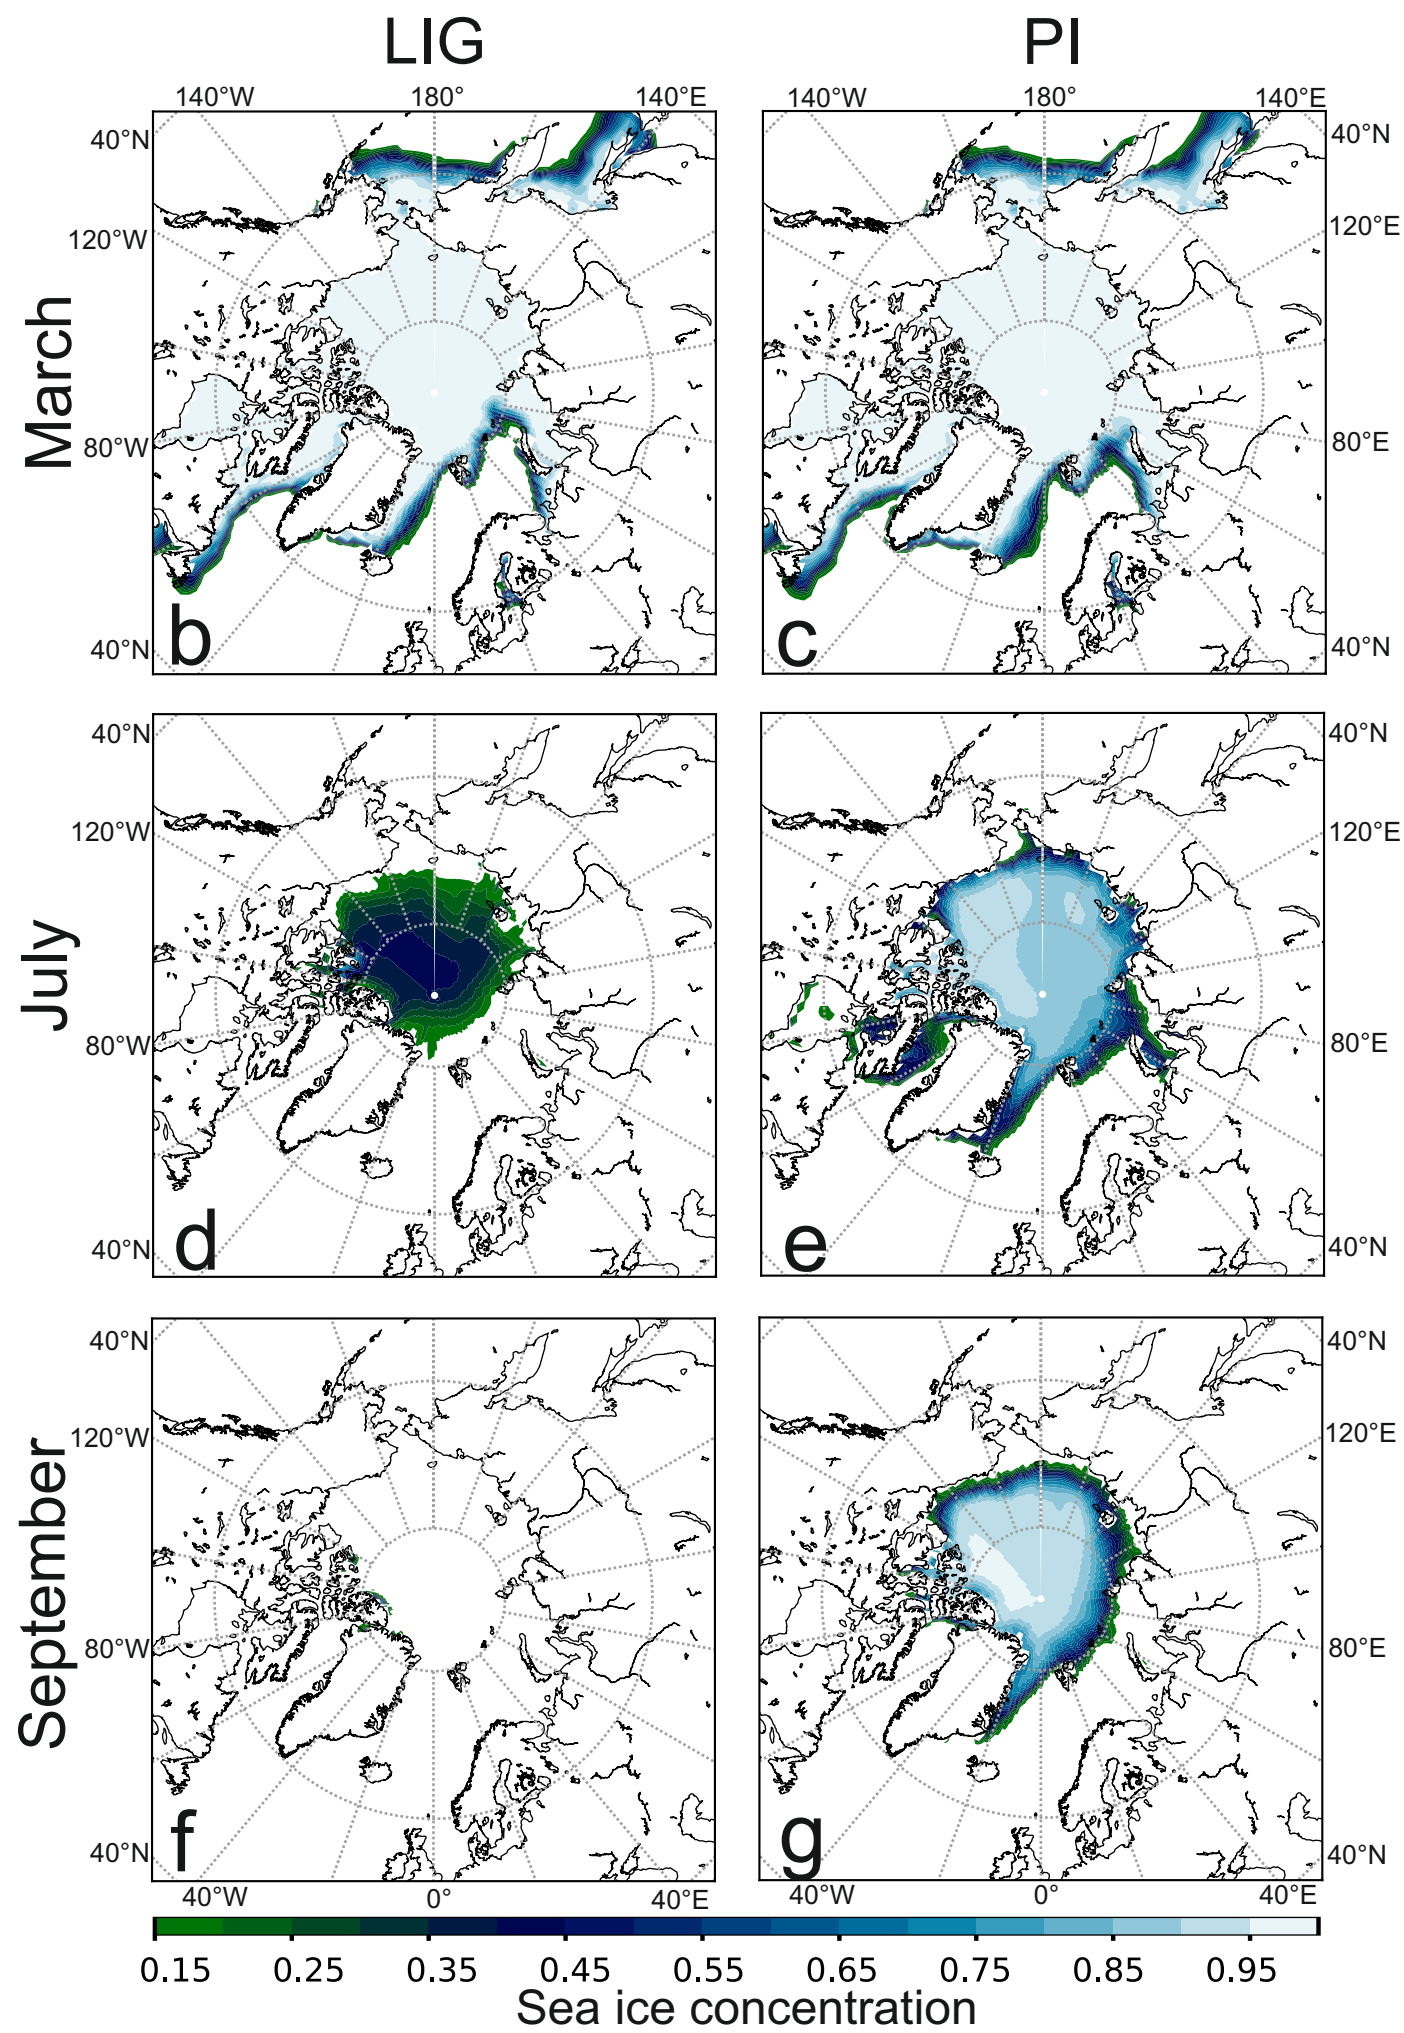 LIG PI
140°W 180° 140°E 140°W 180° 140°E
40°N 40°N
120°W 120°E
March
80°W 80°E
40°N b c 40°N
40°N 40°N
120°W 120°E
July
80°W 80°E
40°N d e 40°N
40°N 40°N
120°W 120°E
September
80°W 80°E
40°N f g 40°N
40°W 0° 40°E 40°W 0° 40°E
0.15 0.25 0.35 0.45 0.55 0.65 0.75 0.85 0.95
Sea ice concentration